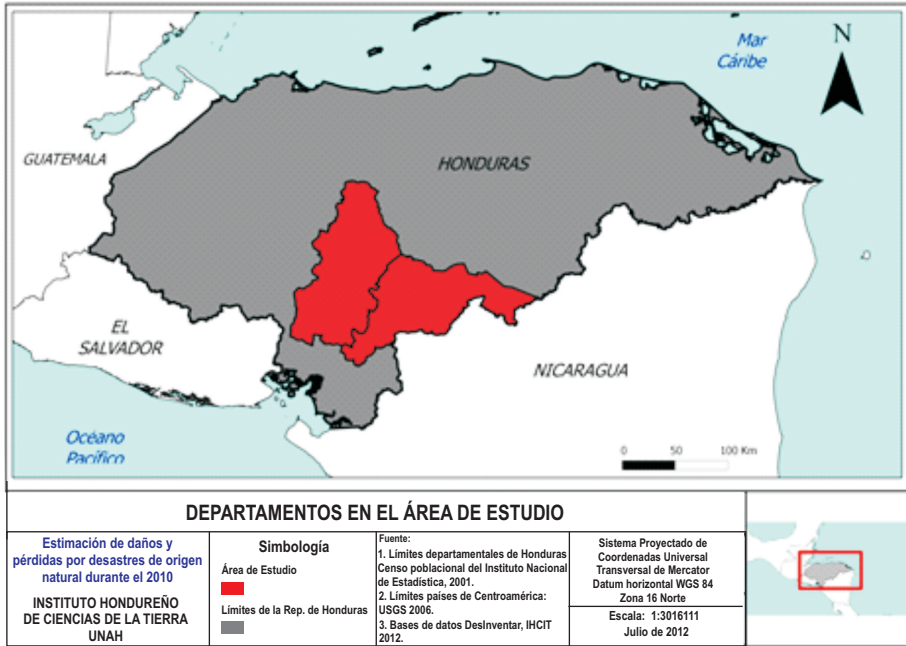 Mar
Cáribe
N
GUATEMALA
HONDURAS
EL
SALVADOR
NICARAGUA
Océano
Pacífico
0 50 100 Km
DEPARTAMENTOS EN EL ÁREA DE ESTUDIO
Estimación de daños y
pérdidas por desastres de origen
natural durante el 2010
INSTITUTO HONDUREÑO
DE CIENCIAS DE LA TIERRA
UNAH
Simbología
Área de Estudio
Límites de la Rep. de Honduras
Fuente:
1. Límites departamentales de Honduras
Censo poblacional del Instituto Nacional
de Estadística, 2001.
2. Límites países de Centroamérica:
USGS 2006.
3. Bases de datos DesInventar, IHCIT
2012.
Sistema Proyectado de
Coordenadas Universal
Transversal de Mercator
Datum horizontal WGS 84
Zona 16 Norte
Escala: 1:3016111
Julio de 2012